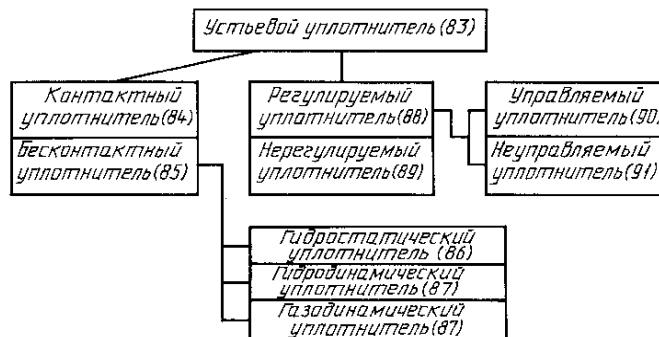 Устьевой уплотнитель(83)
Контактный
уплотнитель(84)
Бесконтактный
уплотнитель(85)
Регулируемый
уплотнитель(88)
Нерегулируемый
уплотнитель(89)
Управляемый
уплотнитель(90)
Неуправляемый
уплотнитель(91)
Гидростатический
уплотнитель (86)
Гидродинамический
уплотнитель(87)
Газодинамический
уплотнитель(87)